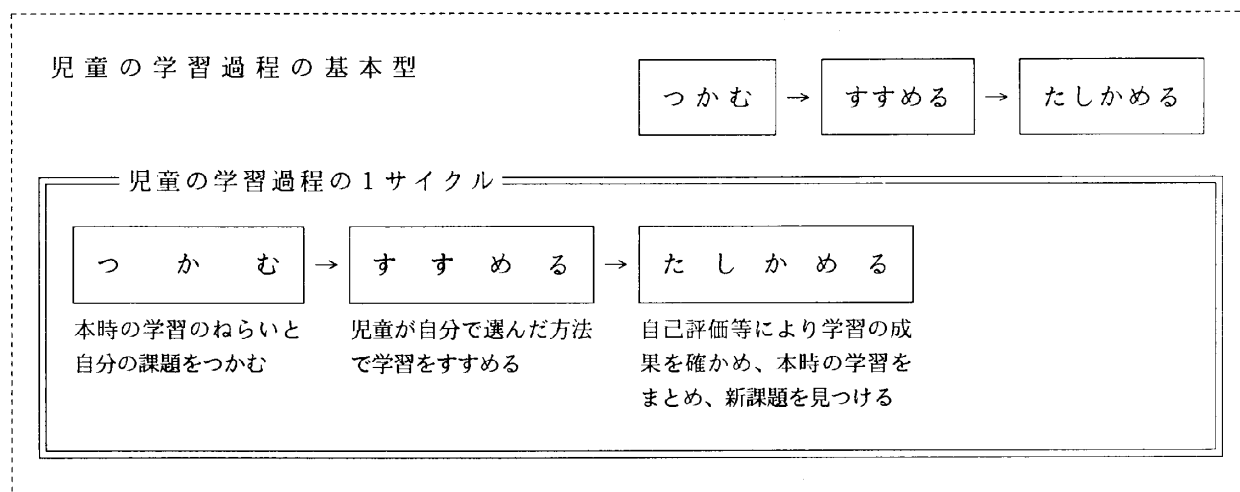 児童の学習過程の基本型
つかむ → すすめる → たしかめる
児童の学習過程の1サイクル
つかむ → すすめる → たしかめる
本時の学習のねらいと
自分の課題をつかむ
児童が自分で選んだ方法
で学習をすすめる
自己評価等により学習の成
果を確かめ、本時の学習を
まとめ、新課題を見つける